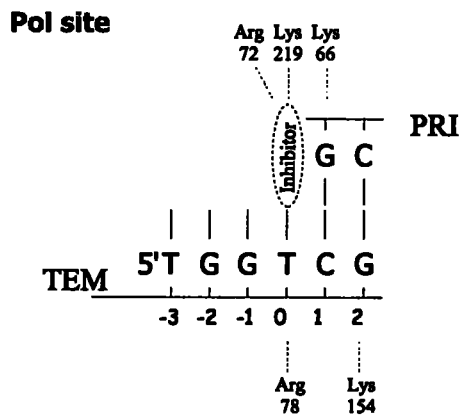 Pol site
Arg Lys Lys
72 219 66
PRI
Inhibitor
G C
5'T G G T C G
TEM
-3 -2 -1 0 1 2
Arg Lys
78 154